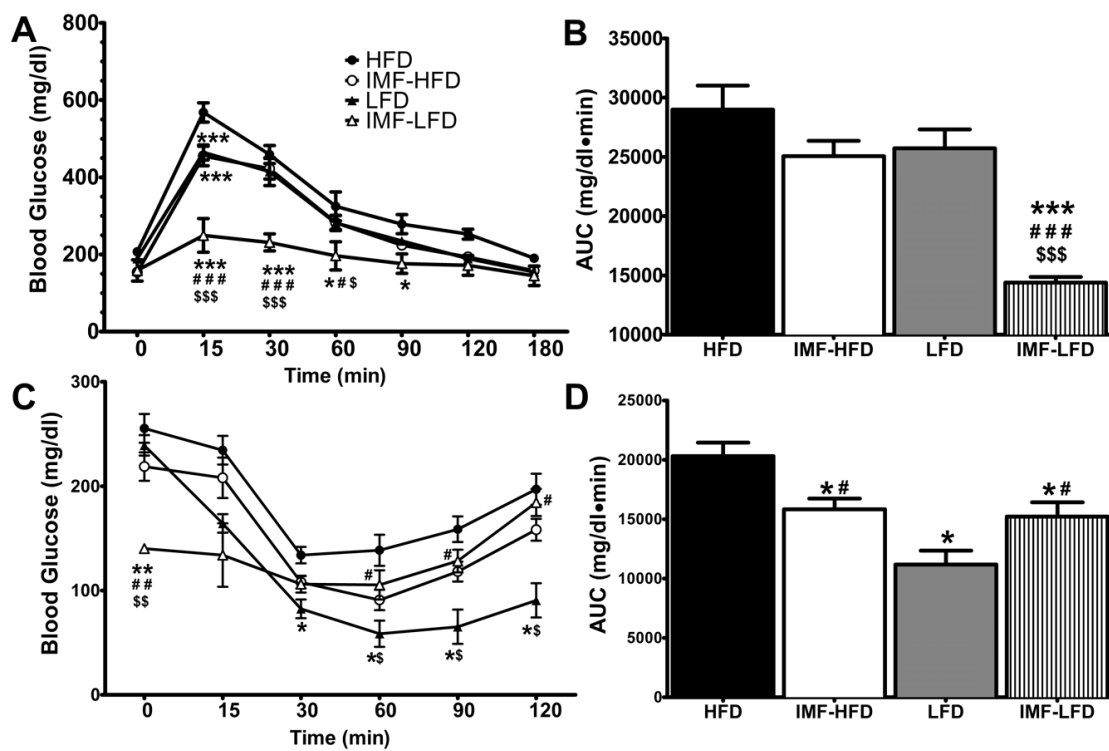 A
Blood Glucose (mg/dl)
800
600
400
200
0
HFD
IMF-HFD
LFD
IMF-LFD
***
***
***
###
$$$
***
###
$$$
*#$
*
0 15 30 60 90 120 180
Time (min)
B
AUC (mg/dl•min)
35000
30000
25000
20000
15000
10000
***
###
$$$
HFD IMF-HFD LFD IMF-LFD
C
Blood Glucose (mg/dl)
300
200
100
0
**
##
$$
*
#
*$
#
*$
#
*$
0 15 30 60 90 120
Time (min)
D
AUC (mg/dl•min)
25000
20000
15000
10000
5000
0
*#
*
*#
HFD IMF-HFD LFD IMF-LFD